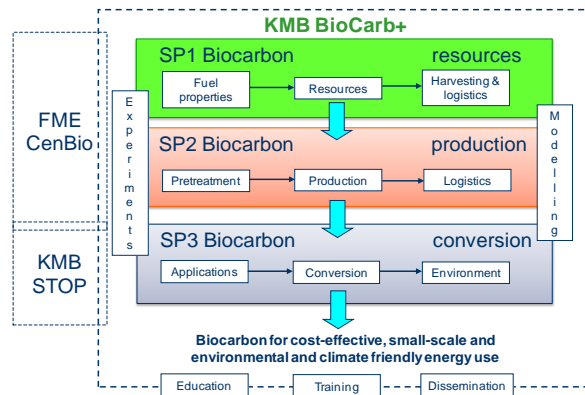 KMB BioCarb+
SP1 Biocarbon resources
Fuel
properties
Resources
Harvesting &
logistics
FME
CenBio
Experiments
Modelling
SP2 Biocarbon production
Pretreatment
Production
Logistics
KMB
STOP
SP3 Biocarbon conversion
Applications
Conversion
Environment
Biocarbon for cost-effective, small-scale and
environmental and climate friendly energy use
Education
Training
Dissemination